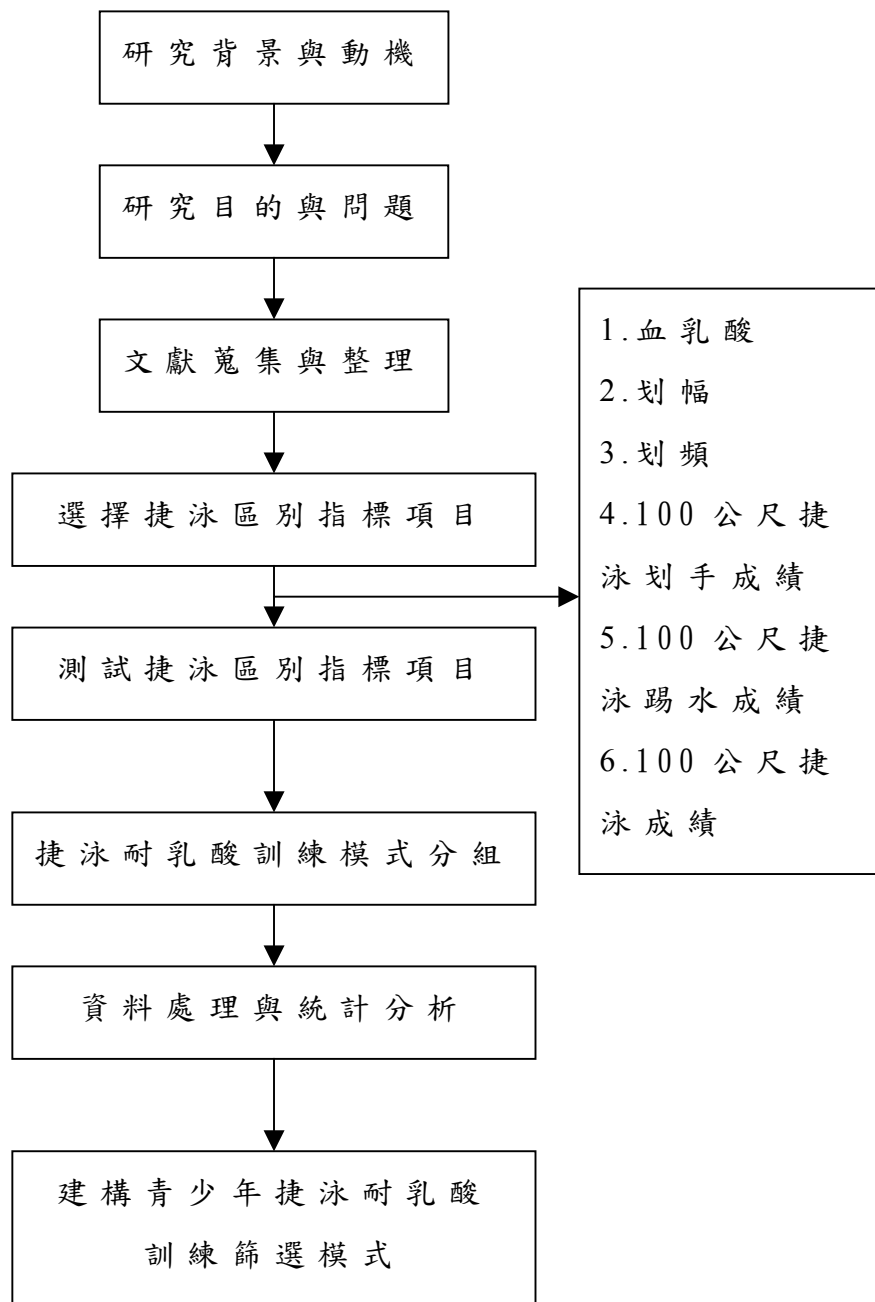 研究背景與動機
研究目的與問題
文獻蒐集與整理
選擇捷泳區別指標項目
測試捷泳區別指標項目
捷泳耐乳酸訓練模式分組
資料處理與統計分析
建構青少年捷泳耐乳酸
訓練篩選模式
1.血乳酸
2.划幅
3.划頻
4.100公尺捷
泳划手成績
5.100公尺捷
泳踢水成績
6.100公尺捷
泳成績